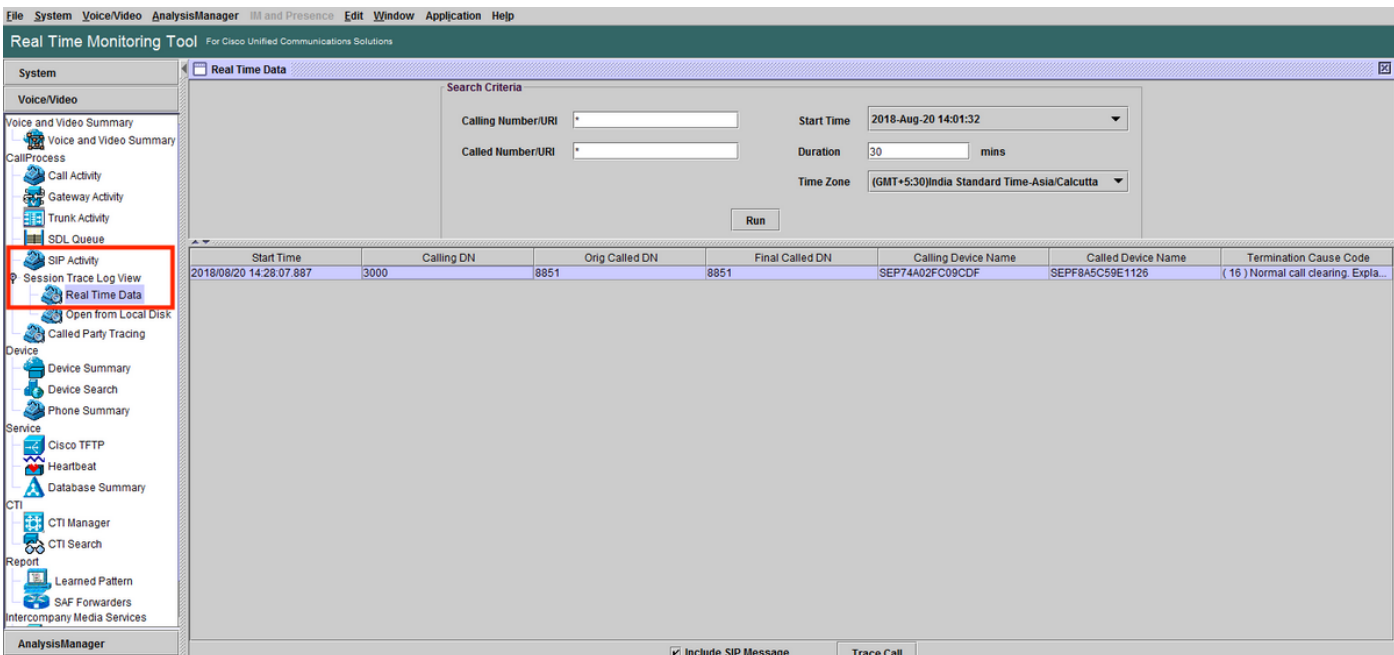 File System Voice/Video AnalysisManager IM and Presence Edit Window Application Help
Real Time Monitoring Tool For Cisco Unified Communications Solutions
System
Voice/Video
Voice and Video Summary
Voice and Video Summary
CallProcess
Call Activity
Gateway Activity
Trunk Activity
SDL Queue
SIP Activity
Session Trace Log View
Real Time Data
Open from Local Disk
Called Party Tracing
Device
Device Summary
Device Search
Phone Summary
Service
Cisco TFTP
Heartbeat
Database Summary
CTI
CTI Manager
CTI Search
Report
Learned Pattern
SAF Forwarders
Intercompany Media Services
AnalysisManager
Real Time Data
Search Criteria
Calling Number/URI * Start Time 2018-Aug-20 14:01:32
Called Number/URI * Duration 30 mins
Time Zone (GMT+5:30)India Standard Time-Asia/Calcutta
Run
Start Time Calling DN Orig Called DN Final Called DN Calling Device Name Called Device Name Termination Cause Code
2018/08/20 14:28:07.887 3000 8851 8851 SEP74A02FC09CDF SEPF8A5C59E1126 ( 16 ) Normal call clearing. Expla...
Include SIP Message Trace Call